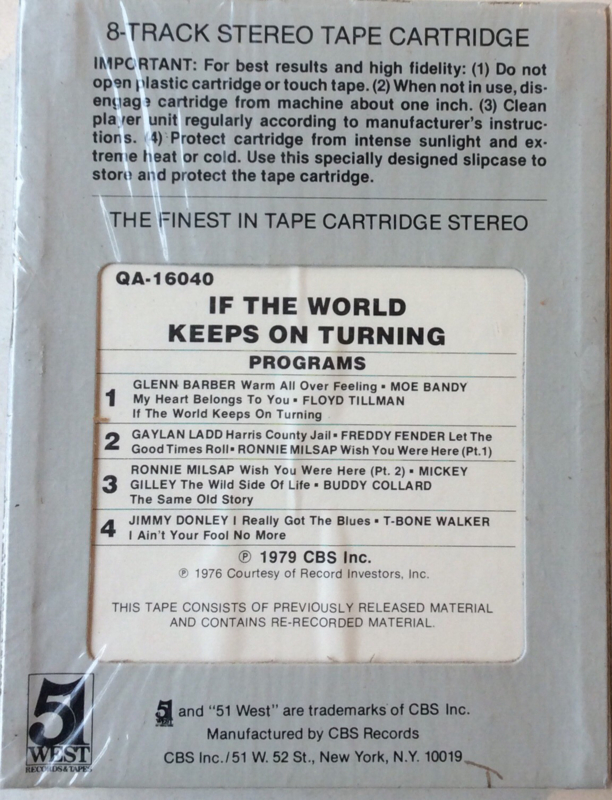 8-TRACK STEREO TAPE CARTRIDGE
IMPORTANT: For best results and high fidelity: (1) Do not
open plastic cartridge or touch tape. (2) When not in use, dis-
engage cartridge from machine about one inch. (3) Clean
player unit regularly according to manufacturer's instruc-
tions. (4) Protect cartridge from intense sunlight and ex-
treme heat or cold. Use this specially designed slipcase to
store and protect the tape cartridge.
THE FINEST IN TAPE CARTRIDGE STEREO
QA-16040
IF THE WORLD
KEEPS ON TURNING
PROGRAMS
1 GLENN BARBER Warm All Over Feeling ▪ MOE BANDY
My Heart Belongs To You ▪ FLOYD TILLMAN
If The World Keeps On Turning
2 GAYLAN LADD Harris County Jail ▪ FREDDY FENDER Let The
Good Times Roll ▪ RONNIE MILSAP Wish You Were Here (Pt.1)
3 RONNIE MILSAP Wish You Were Here (Pt. 2) ▪ MICKEY
GILLEY The Wild Side Of Life ▪ BUDDY COLLARD
The Same Old Story
4 JIMMY DONLEY I Really Got The Blues ▪ T-BONE WALKER
I Ain't Your Fool No More
℗ 1979 CBS Inc.
℗ 1976 Courtesy of Record Investors, Inc.
THIS TAPE CONSISTS OF PREVIOUSLY RELEASED MATERIAL
AND CONTAINS RE-RECORDED MATERIAL.
51
WEST
RECORDS & TAPES
51 and "51 West" are trademarks of CBS Inc.
Manufactured by CBS Records
CBS Inc./51 W. 52 St., New York, N.Y. 10019